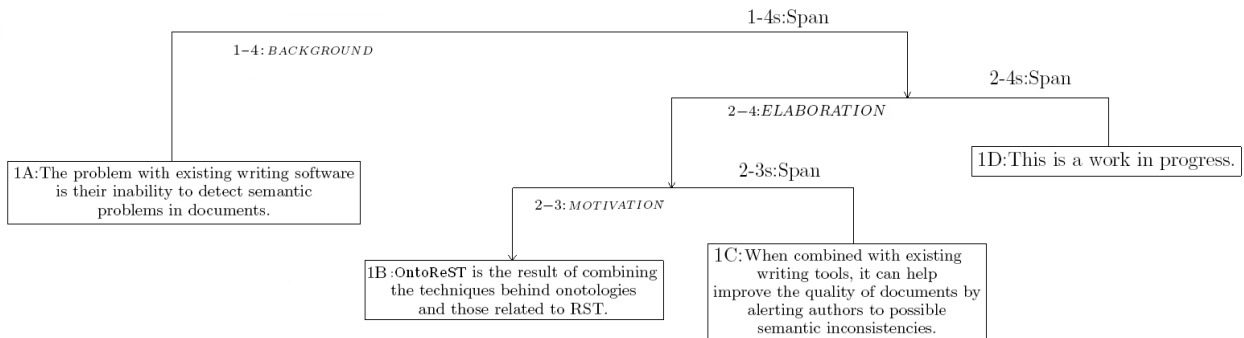 1-4s:Span
1–4: BACKGROUND
2-4s:Span
2–4:ELABORATION
1A:The problem with existing writing software
is their inability to detect semantic
problems in documents.
1D:This is a work in progress.
2-3s:Span
2–3: MOTIVATION
1B :OntoReST is the result of combining
the techniques behind onotologies
and those related to RST.
1C:When combined with existing
writing tools, it can help
improve the quality of documents by
alerting authors to possible
semantic inconsistencies.